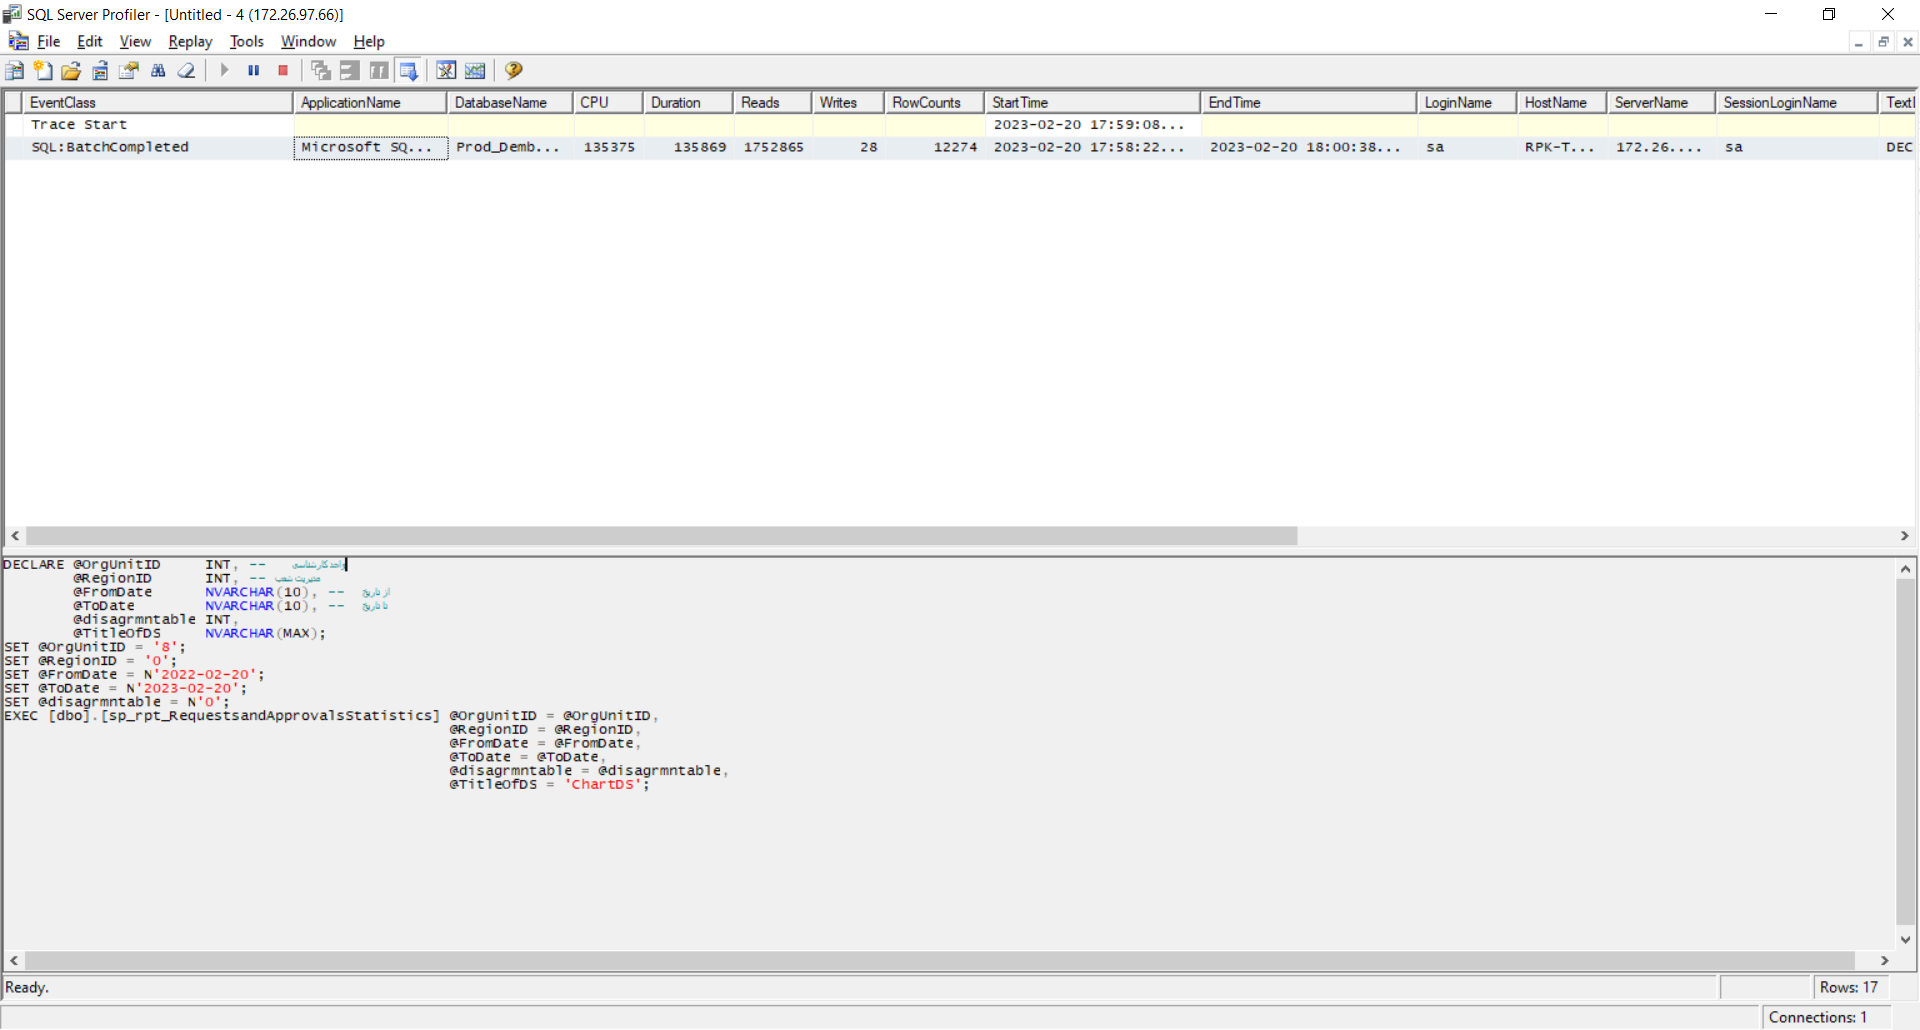 SQL Server Profiler - [Untitled - 4 (172.26.97.66)]
File Edit View Replay Tools Window Help
EventClass ApplicationName DatabaseName CPU Duration Reads Writes RowCounts StartTime EndTime LoginName HostName ServerName SessionLoginName Text
Trace Start 2023-02-20 17:59:08...
SQL:BatchCompleted Microsoft SQ... Prod_Demb... 135375 135869 1752865 28 12274 2023-02-20 17:58:22... 2023-02-20 18:00:38... sa RPK-T... 172.26.... sa DEC
DECLARE @OrgUnitID INT, -- واحد کارشناسی
@RegionID INT, -- مدیریت شعب
@FromDate NVARCHAR(10), -- از تاریخ
@ToDate NVARCHAR(10), -- تا تاریخ
@disagrmntable INT,
@TitleOfDS NVARCHAR(MAX);
SET @OrgUnitID = '8';
SET @RegionID = '0';
SET @FromDate = N'2022-02-20';
SET @ToDate = N'2023-02-20';
SET @disagrmntable = N'0';
EXEC [dbo].[sp_rpt_RequestsandApprovalsStatistics] @OrgUnitID = @OrgUnitID,
@RegionID = @RegionID,
@FromDate = @FromDate,
@ToDate = @ToDate,
@disagrmntable = @disagrmntable,
@TitleOfDS = 'ChartDS';
Ready.
Rows: 17
Connections: 1